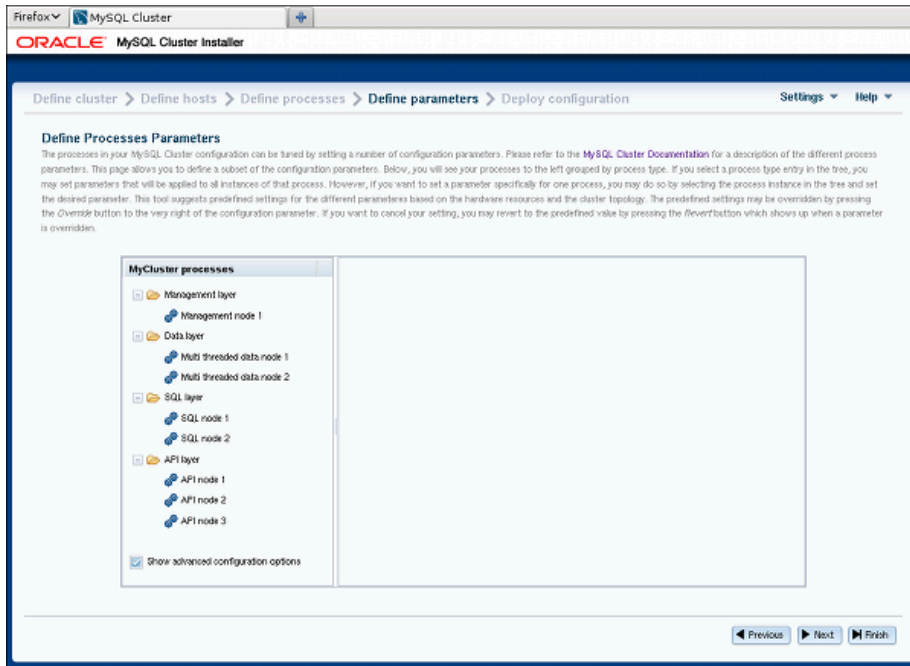 Firefox
MySQL Cluster
ORACLE MySQL Cluster Installer
Define cluster Define hosts Define processes Define parameters Deploy configuration Settings Help
Define Processes Parameters
The processes in your MySQL Cluster configuration can be tuned by setting a number of configuration parameters. Please refer to the MySQL Cluster Documentation for a description of the different process
parameters. This page allows you to define a subset of the configuration parameters. Below, you will see your processes to the left grouped by process type. If you select a process type entry in the tree, you
may set parameters that will be applied to all instances of that process. However, if you want to set a parameter specifically for one process, you may do so by selecting the process instance in the tree and set
the desired parameter. This tool suggests predefined settings for the different parameteres based on the hardware resources and the cluster topology. The predefined settings may be overridden by pressing
the Override button to the very right of the configuration parameter. If you want to cancel your setting, you may revert to the predefined value by pressing the Revert button which shows up when a parameter
is overridden.
MyCluster processes
Management layer
Management node 1
Data layer
Multi threaded data node 1
Multi threaded data node 2
SQL layer
SQL node 1
SQL node 2
API layer
API node 1
API node 2
API node 3
Show advanced configuration options
Previous Next Finish